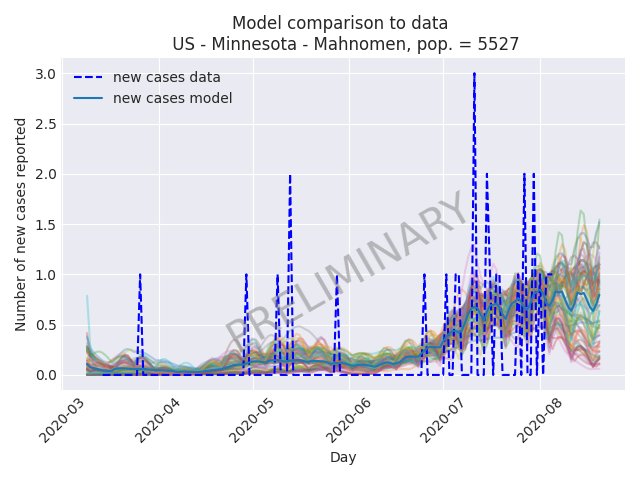 Model comparison to data
US - Minnesota - Mahnomen, pop. = 5527
new cases data
new cases model
PRELIMINARY
Number of new cases reported
3.0
2.5
2.0
1.5
1.0
0.5
0.0
2020-03
2020-04
2020-05
2020-06
2020-07
2020-08
Day